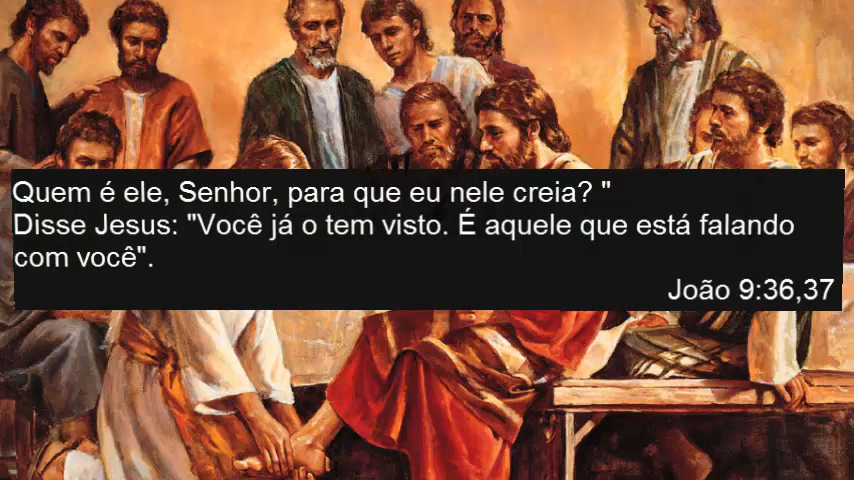 Quem é ele, Senhor, para que eu nele creia? "
Disse Jesus: "Você já o tem visto. É aquele que está falando
com você".
João 9:36,37